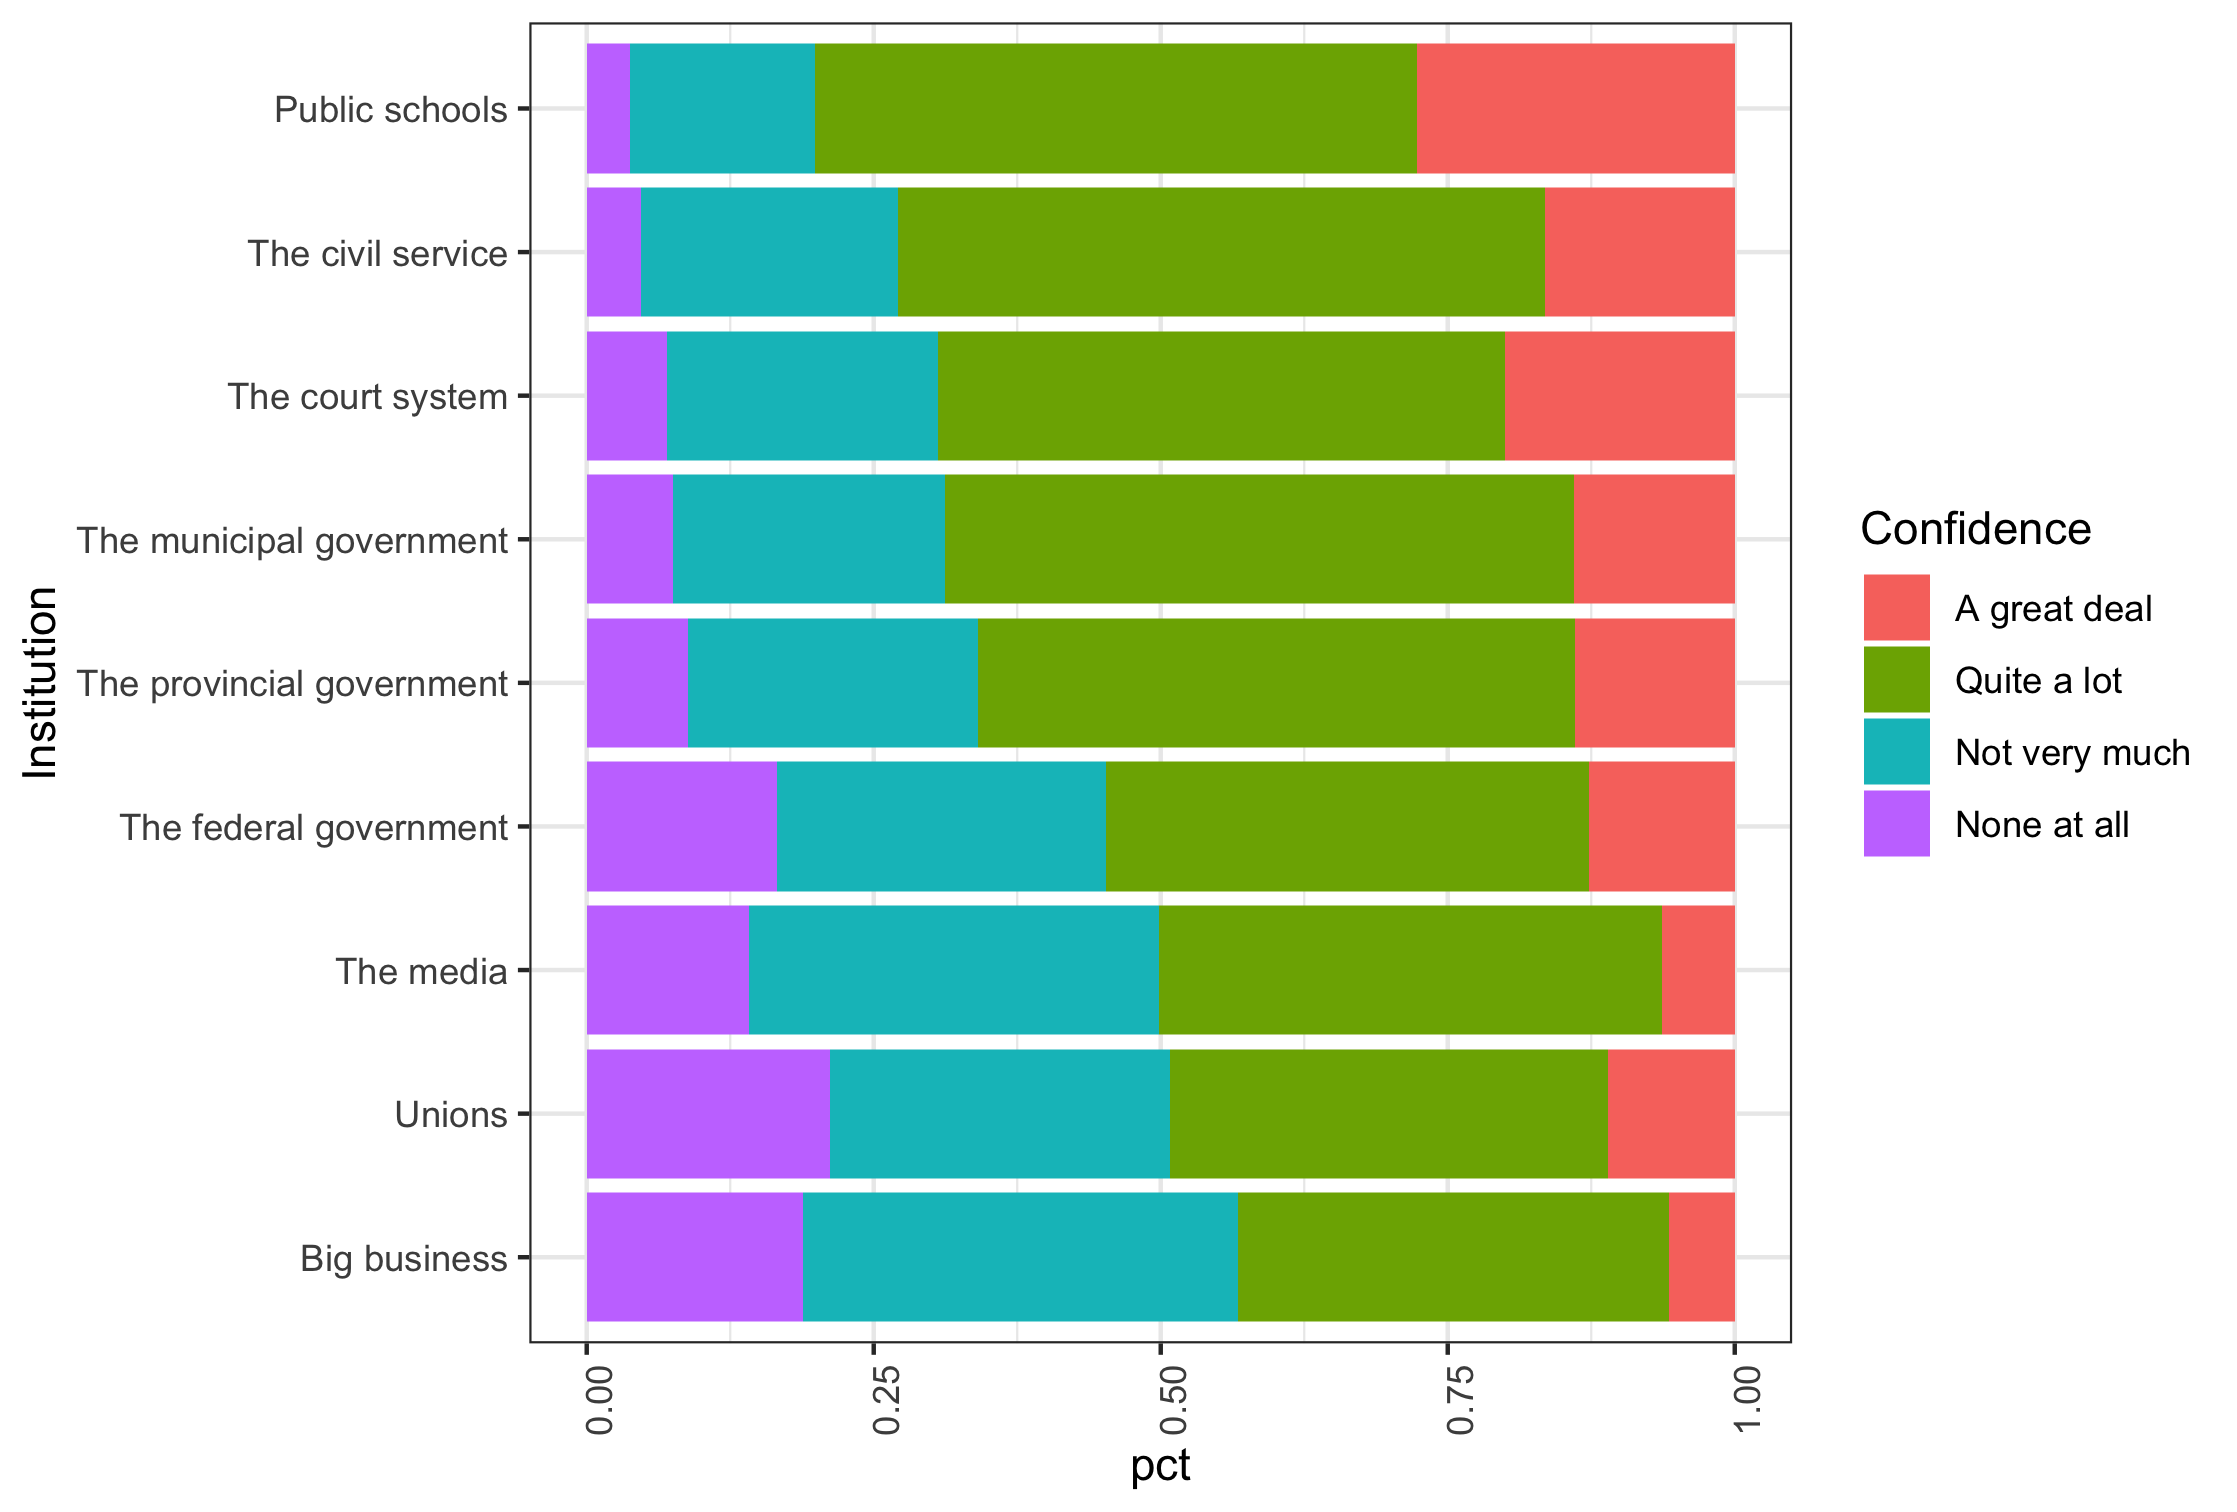 Public schools
The civil service
The court system
The municipal government
The provincial government
The federal government
The media
Unions
Big business
Institution
0.00
0.25
0.50
0.75
1.00
pct
Confidence
A great deal
Quite a lot
Not very much
None at all